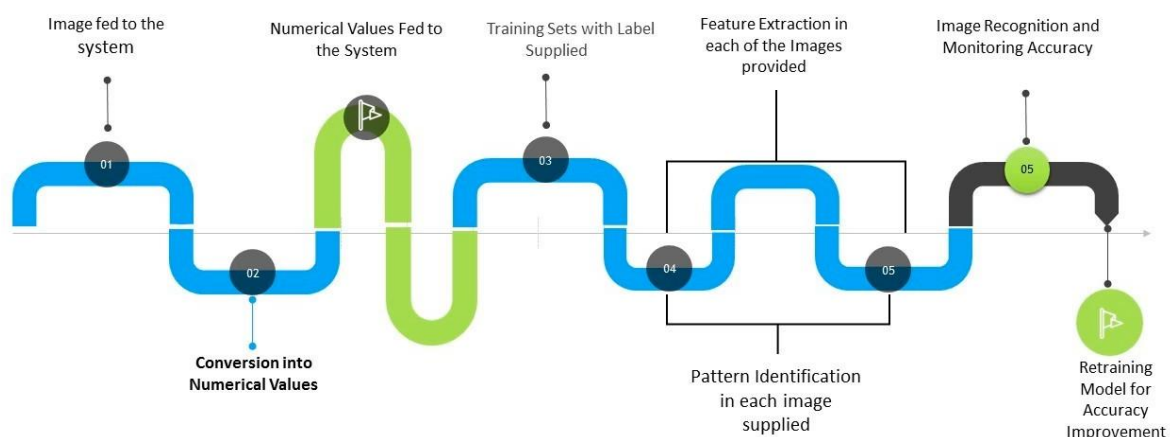 Image fed to the
system
Numerical Values Fed to
the System
Training Sets with Label
Supplied
Feature Extraction in
each of the Images
provided
Image Recognition and
Monitoring Accuracy
01
02
03
04
05
05
Conversion into
Numerical Values
Pattern Identification
in each image
supplied
Retraining
Model for
Accuracy
Improvement